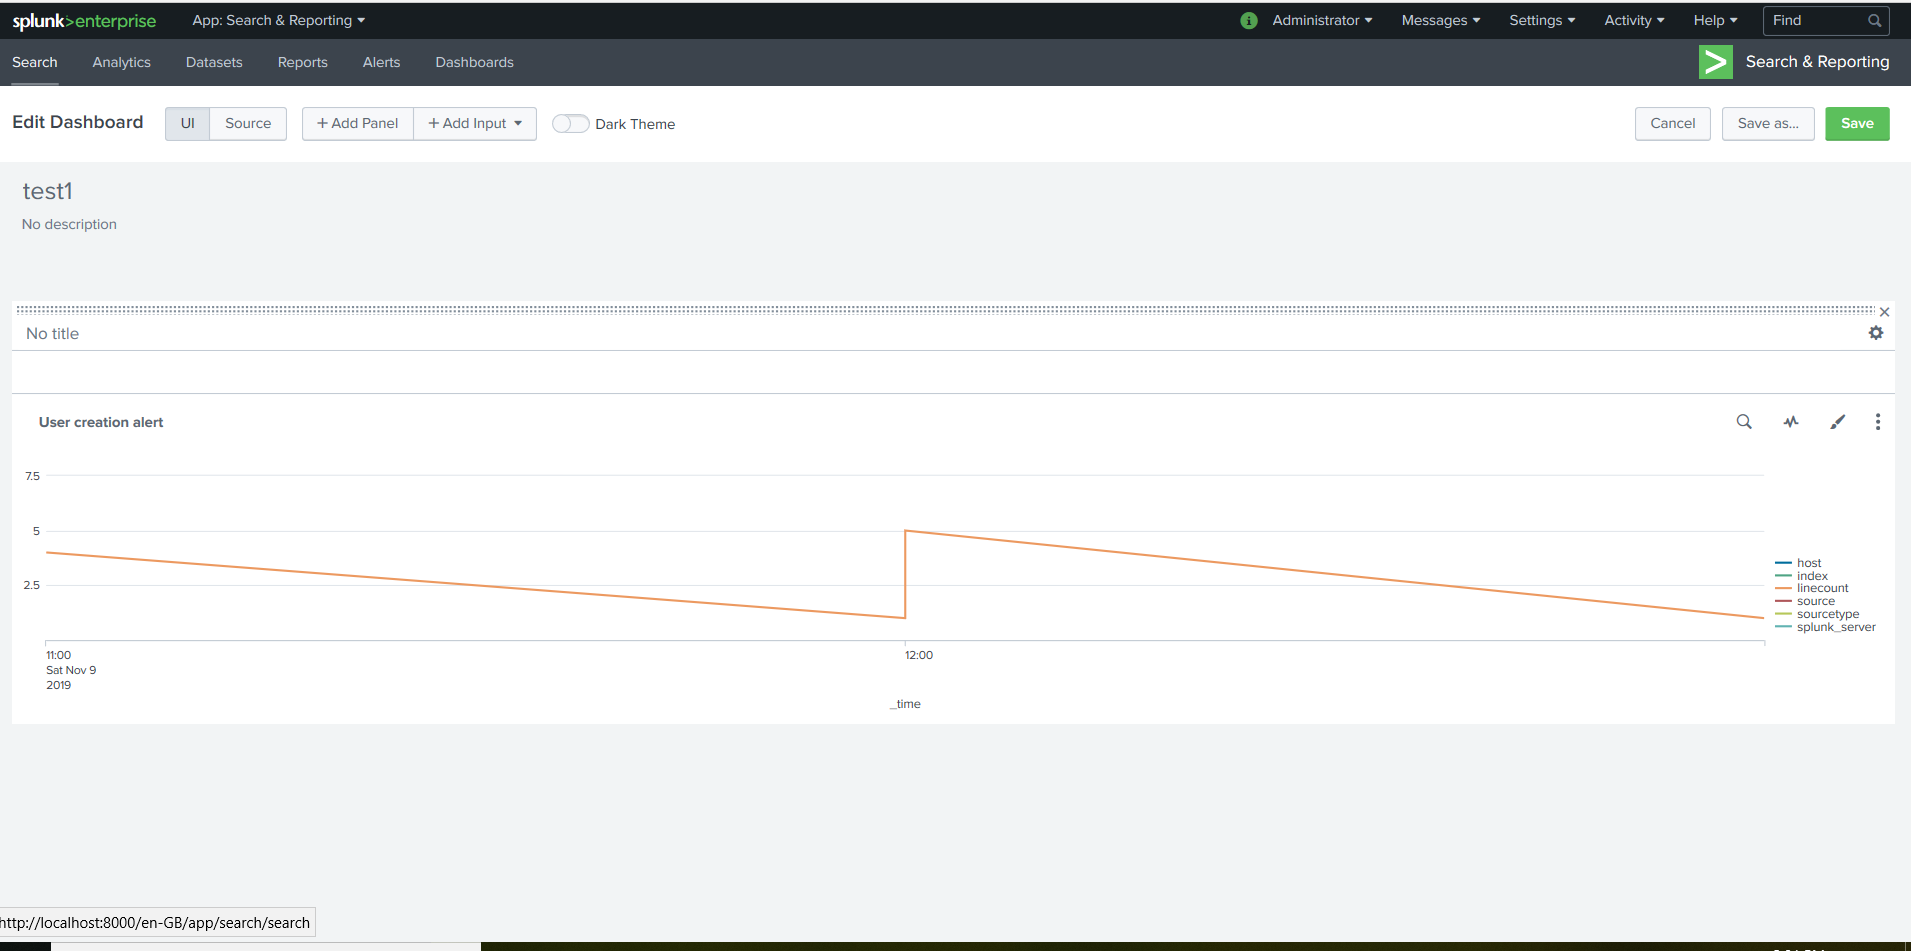 splunk>enterprise App: Search & Reporting i Administrator Messages Settings Activity Help Find
Search Analytics Datasets Reports Alerts Dashboards > Search & Reporting
Edit Dashboard UI Source + Add Panel + Add Input Dark Theme Cancel Save as... Save
test1
No description
No title
User creation alert
7.5
5
2.5
host
index
linecount
source
sourcetype
splunk_server
11:00 12:00
Sat Nov 9
2019
_time
http://localhost:8000/en-GB/app/search/search